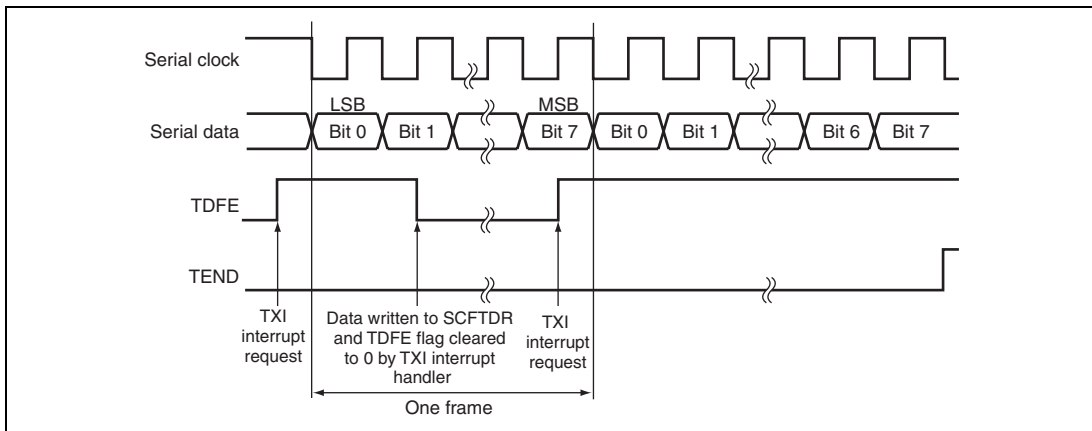 Serial clock
LSB
MSB
Serial data
Bit 0
Bit 1
Bit 7
Bit 0
Bit 1
Bit 6
Bit 7
TDFE
TEND
TXI
interrupt
request
Data written to SCFTDR
and TDFE flag cleared
to 0 by TXI interrupt
handler
TXI
interrupt
request
One frame